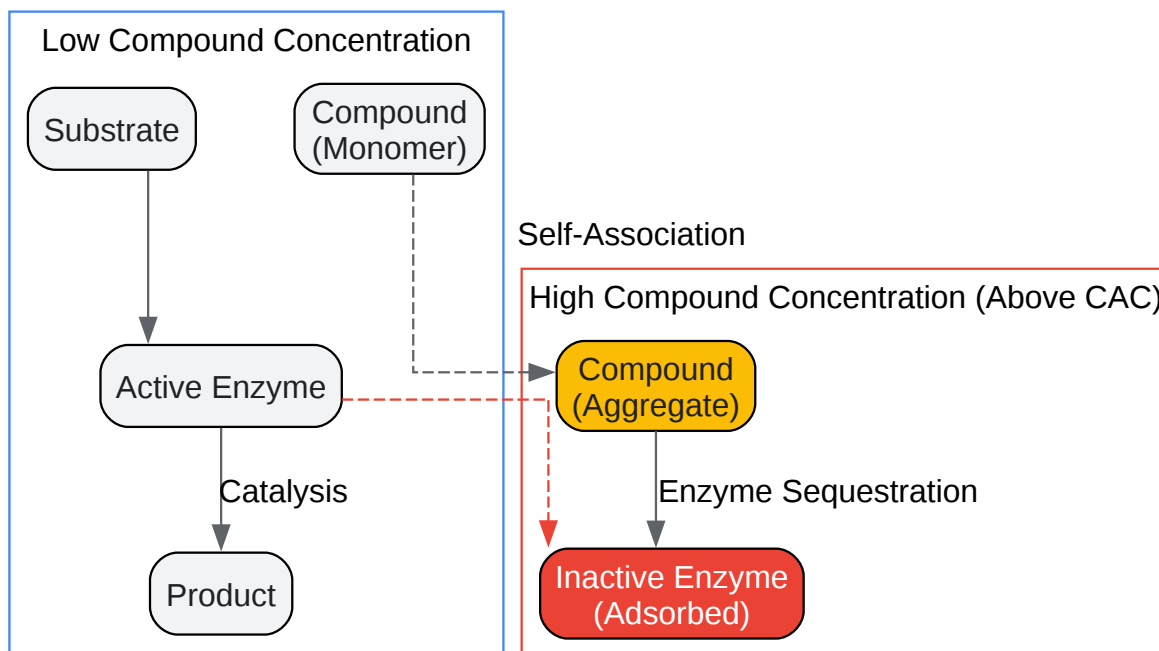 Low Compound Concentration
Substrate
Compound
(Monomer)
Self-Association
High Compound Concentration (Above CAC)
Active Enzyme
Compound
(Aggregate)
Catalysis
Enzyme Sequestration
Product
Inactive Enzyme
(Adsorbed)